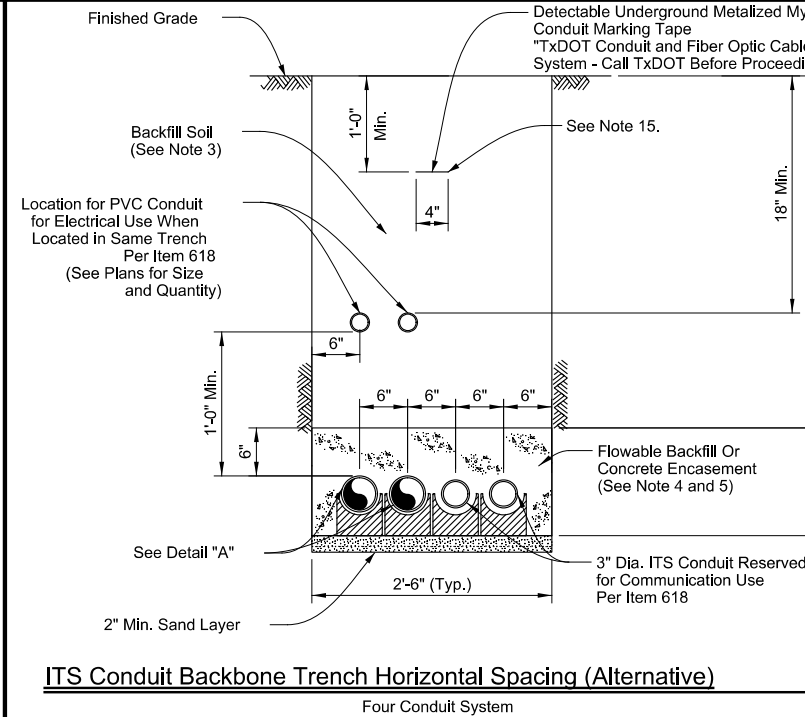 Finished Grade
Detectable Underground Metalized
Conduit Marking Tape
"TxDOT Conduit and Fiber Optic
System - Call TxDOT Before
1'-0"
Min.
See Note 15.
Backfill Soil
(See Note 3)
4"
18" Min.
Location for PVC Conduit
for Electrical Use When
Located in Same Trench
Per Item 618
(See Plans for Size
and Quantity)
6"
1'-0" Min.
6"
6"
6"
6"
6"
Flowable Backfill Or
Concrete Encasement
(See Note 4 and 5)
See Detail "A"
3" Dia. ITS Conduit Reserved
for Communication Use
Per Item 618
2'-6" (Typ.)
2" Min. Sand Layer
ITS Conduit Backbone Trench Horizontal Spacing (Alternative)
Four Conduit System